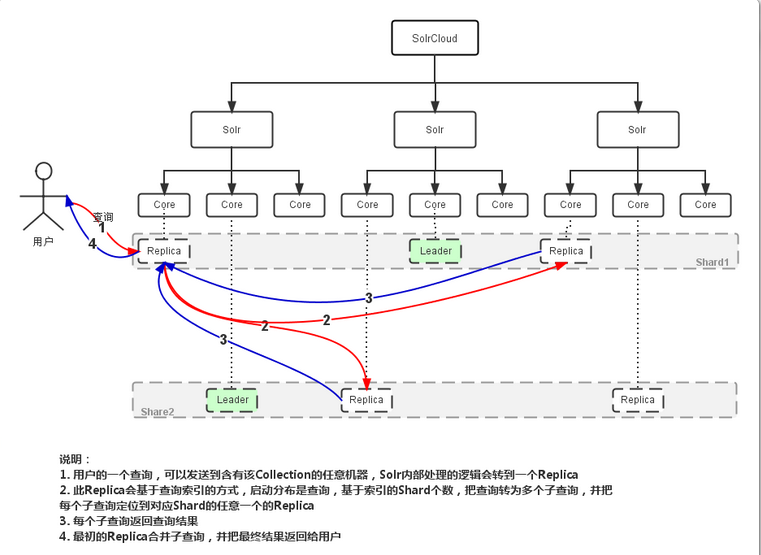 SolrCloud
Solr Solr Solr
Core Core Core Core Core Core Core Core Core
查询
1
4
用户
Replica Leader Replica
Shard1
3
2
2
3
Leader Replica Replica
Share2
说明：
1. 用户的一个查询，可以发送到含有该Collection的任意机器，Solr内部处理的逻辑会转到一个Replica
2. 此Replica会基于查询索引的方式，启动分布是查询，基于索引的Shard个数，把查询转为多个子查询，并把
每个子查询定位到对应Shard的任意一个的Replica
3. 每个子查询返回查询结果
4. 最初的Replica合并子查询，并把最终结果返回给用户